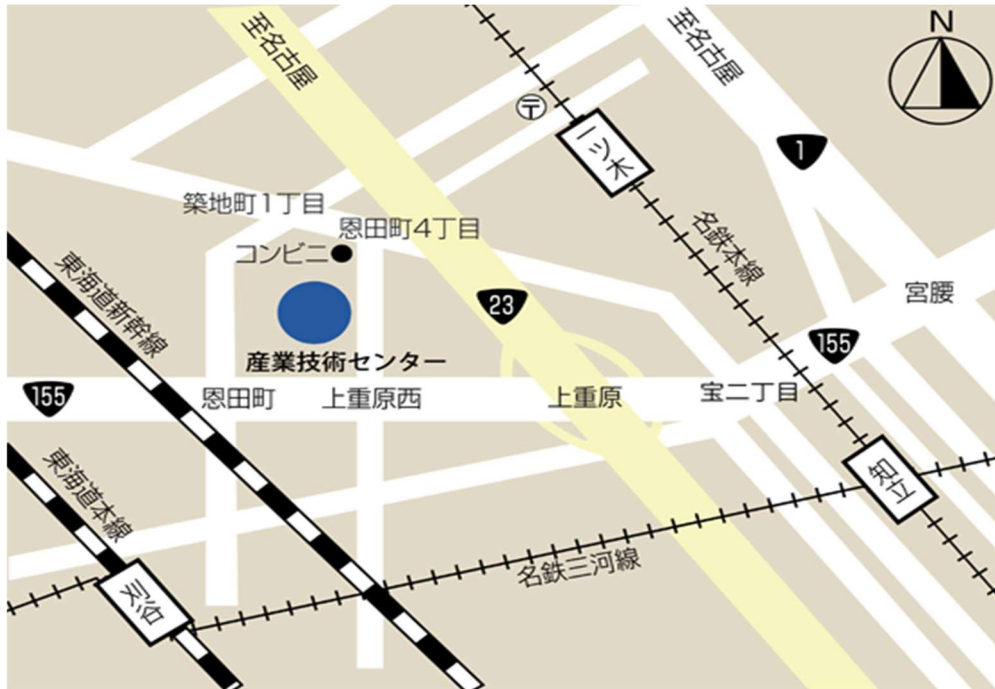 至名古屋
至名古屋
N
〒
一ツ木
1
築地町1丁目
恩田町4丁目
コンビニ
名鉄本線
東海道新幹線
23
宮腰
155
産業技術センター
155
恩田町
上重原西
上重原
宝二丁目
東海道本線
知立
名鉄三河線
刈谷